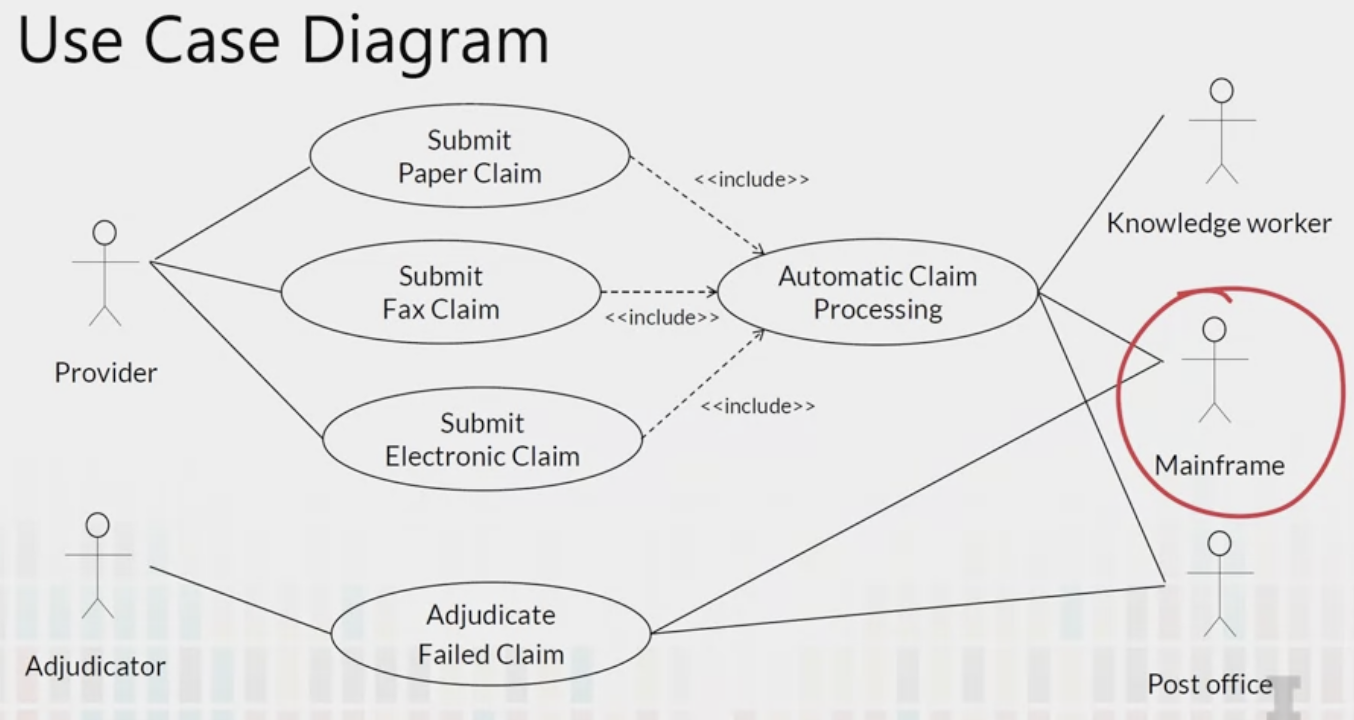 Use Case Diagram
Submit
Paper Claim
<<include>>
Knowledge worker
Submit
Fax Claim
<<include>>
Automatic Claim
Processing
Provider
Submit
Electronic Claim
<<include>>
Mainframe
Adjudicator
Adjudicate
Failed Claim
Post office